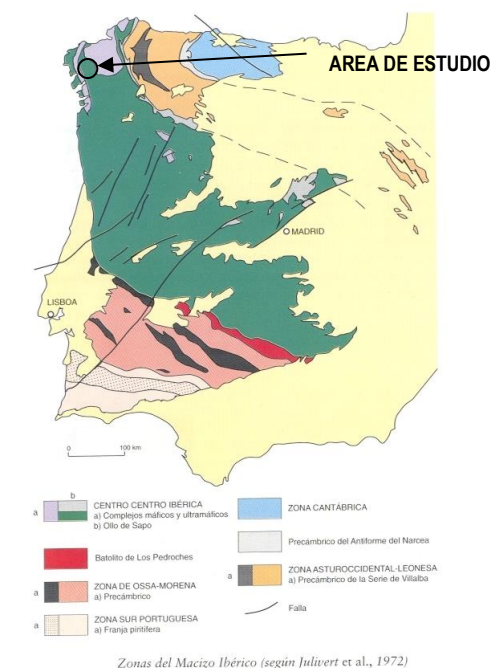 AREA DE ESTUDIO
MADRID
LISBOA
0 100 km
b
a
CENTRO CENTRO IBÉRICA
a) Complejos máficos y ultramáficos
b) Ollo de Sapo
Batolito de Los Pedroches
a
ZONA DE OSSA-MORENA
a) Precámbrico
a
ZONA SUR PORTUGUESA
a) Franja piritífera
ZONA CANTÁBRICA
Precámbrico del Antiforme del Narcea
a
ZONA ASTUROCCIDENTAL-LEONESA
a) Precámbrico de la Serie de Villalba
Falla
Zonas del Macizo Ibérico (según Julivert et al., 1972)